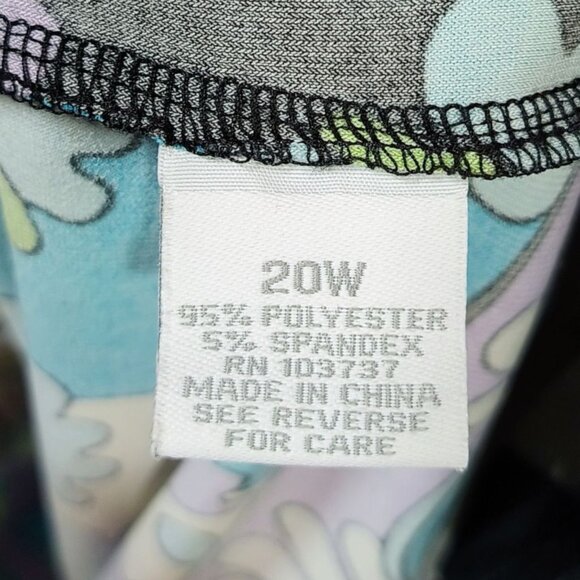 20W
95% POLYESTER
5% SPANDEX
RN 103737
MADE IN CHINA
SEE REVERSE
FOR CARE